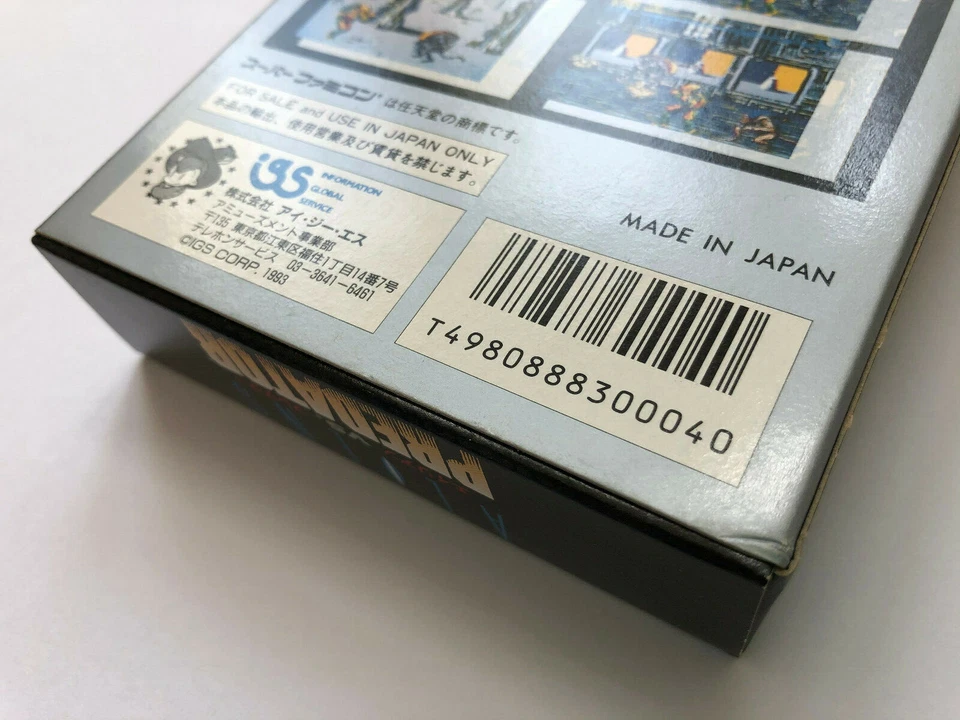 スーパーファミコン®は任天堂の商標です。
FOR SALE and USE IN JAPAN ONLY
本品の輸出、使用営業及び賃貸を禁じます。
igs INFORMATION
GLOBAL
SERVICE
株式会社 アイ・ジー・エス
アミューズメント事業部
〒135 東京都江東区福住1丁目14番7号
テレホンサービス 03-3641-6461
©IGS CORP. 1993
MADE IN JAPAN
T4980888300040
PREDATOR